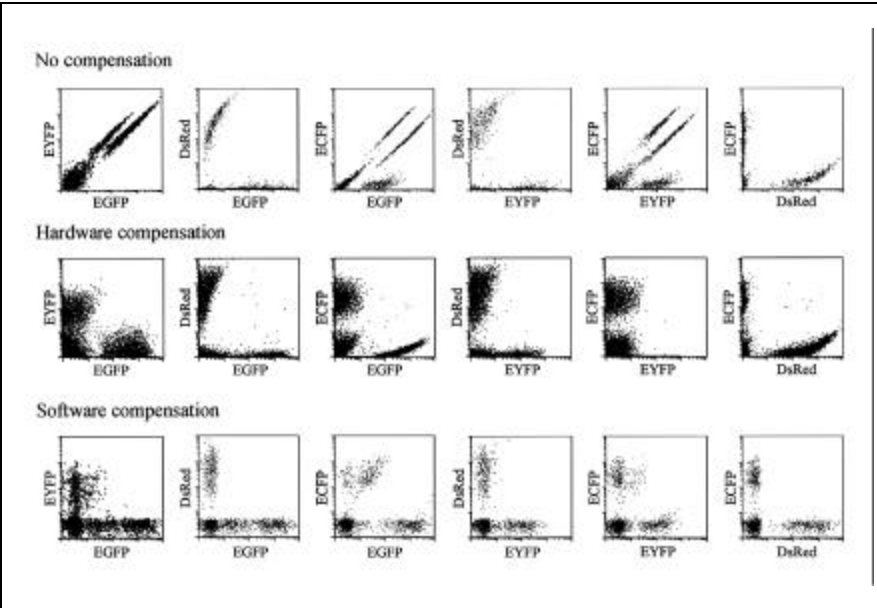 No compensation
EYFP DsRed ECFP DsRed ECFP ECFP
EGFP EGFP EGFP EYFP EYFP DsRed
Hardware compensation
EYFP DsRed ECFP DsRed ECFP ECFP
EGFP EGFP EGFP EYFP EYFP DsRed
Software compensation
EYFP DsRed ECFP DsRed ECFP ECFP
EGFP EGFP EGFP EYFP EYFP DsRed